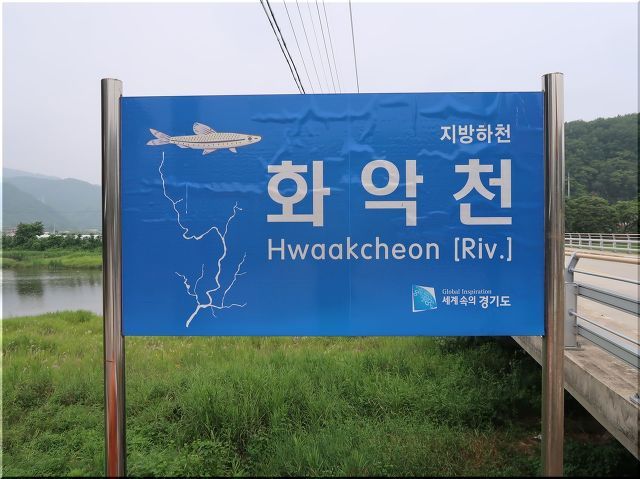 지방하천
화악천
Hwaakcheon [Riv.]
Global Inspiration
세계 속의 경기도